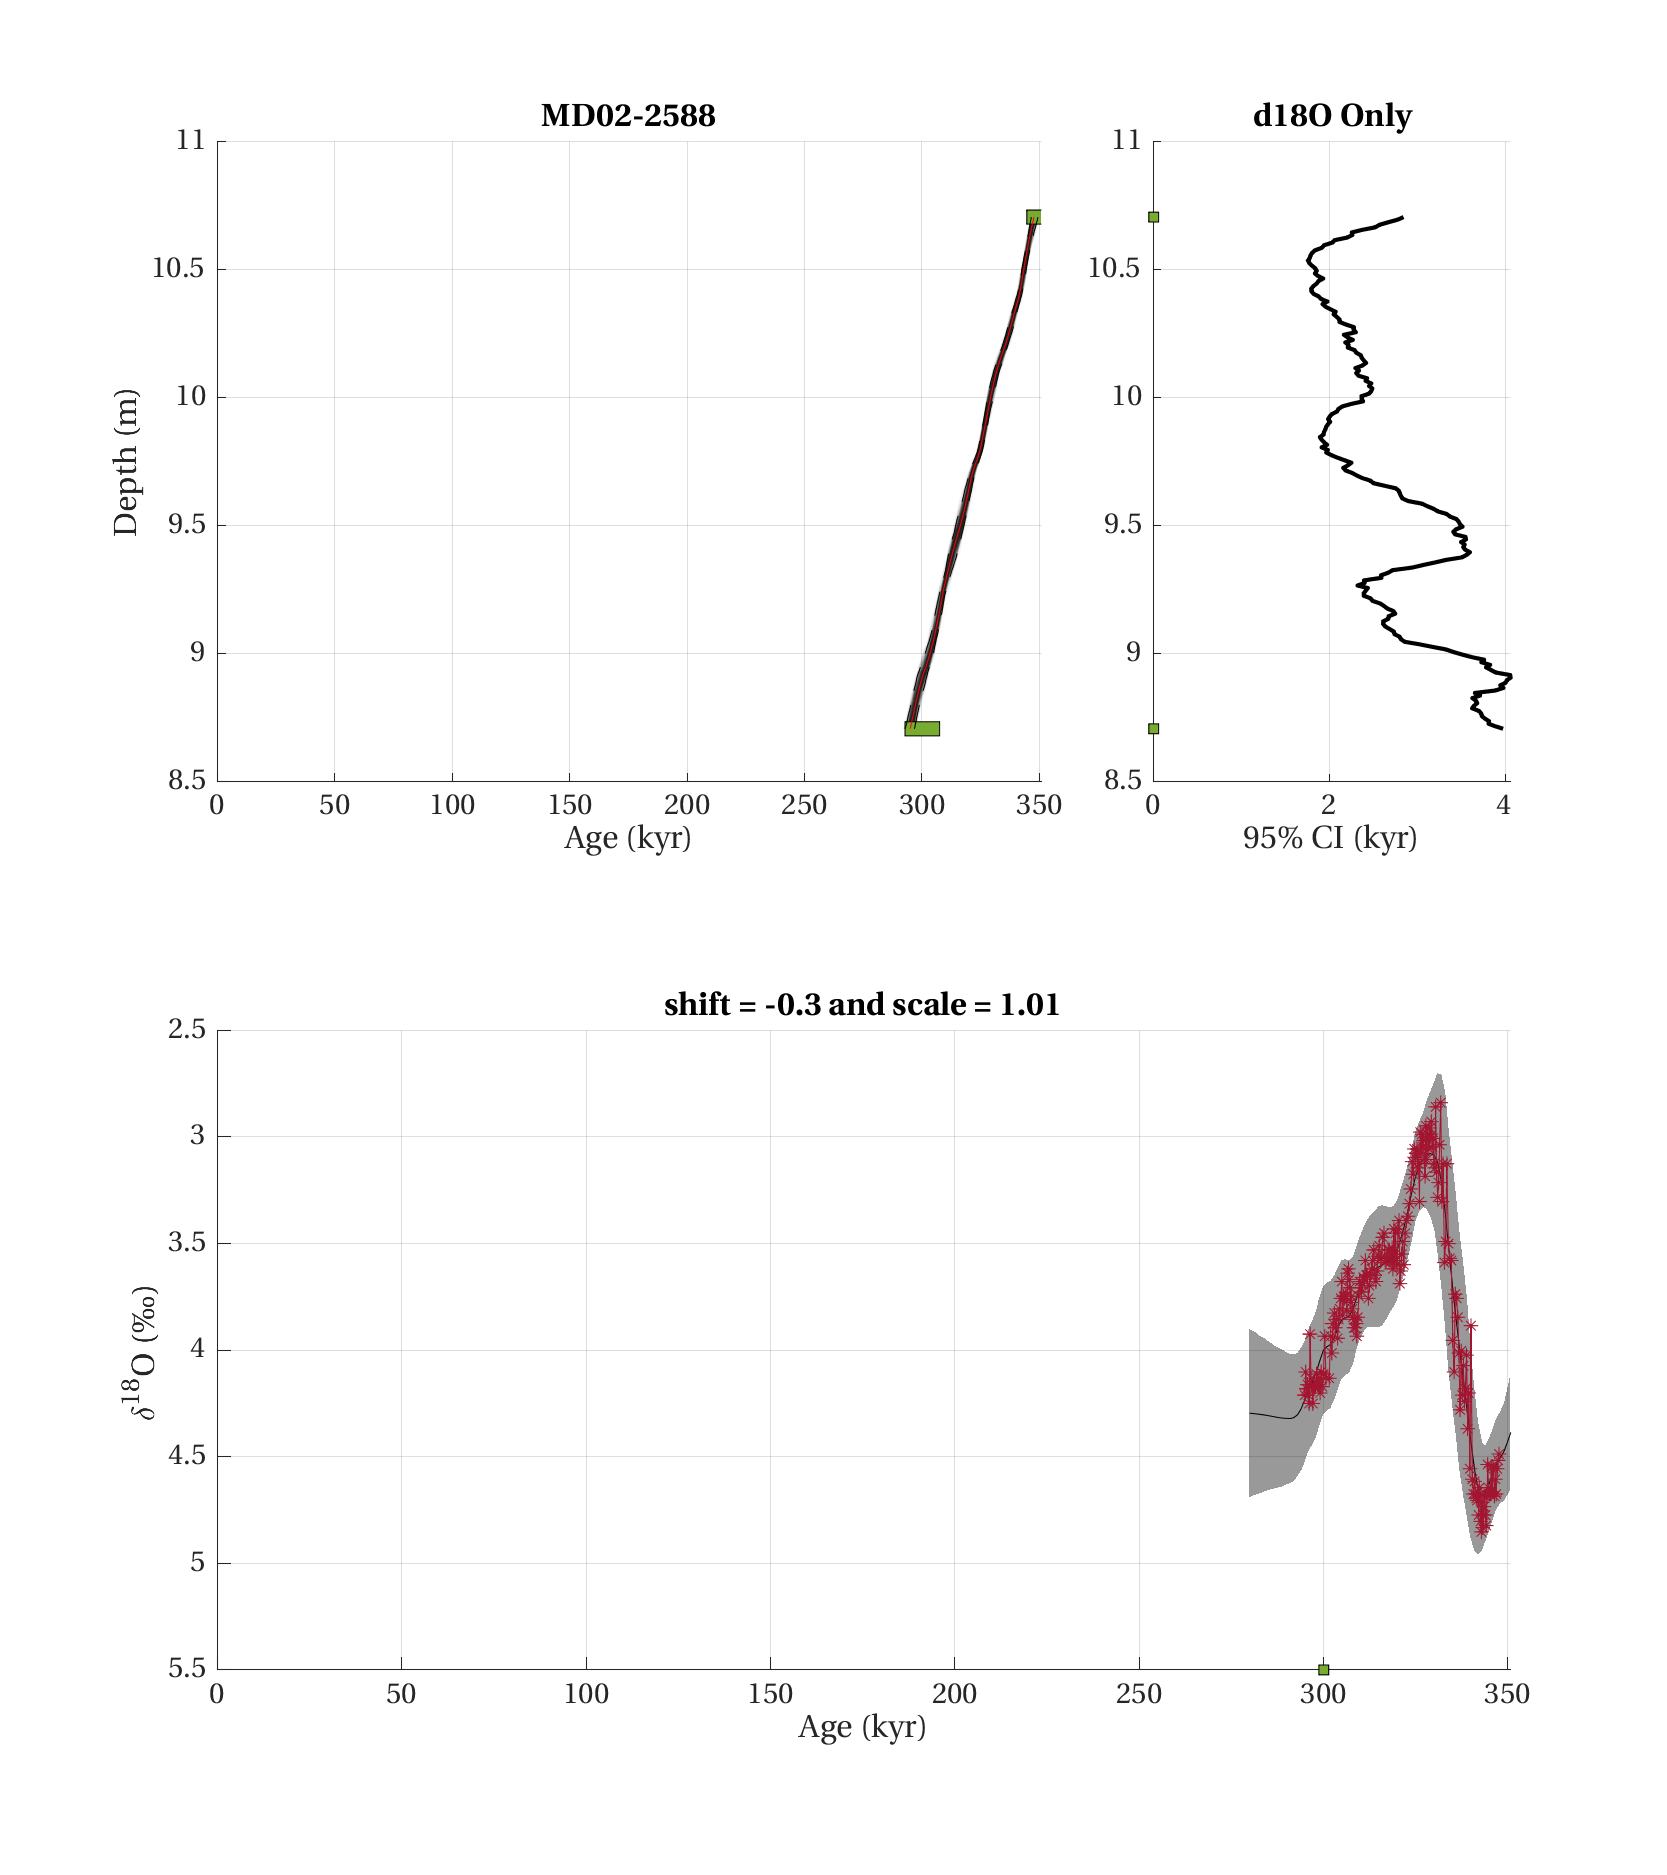 MD02-2588
d18O Only
11
10.5
10
9.5
9
8.5
Depth (m)
0 50 100 150 200 250 300 350
Age (kyr)
11
10.5
10
9.5
9
8.5
0 2 4
95% CI (kyr)
shift = -0.3 and scale = 1.01
2.5
3
3.5
4
4.5
5
5.5
δ18O (‰)
0 50 100 150 200 250 300 350
Age (kyr)